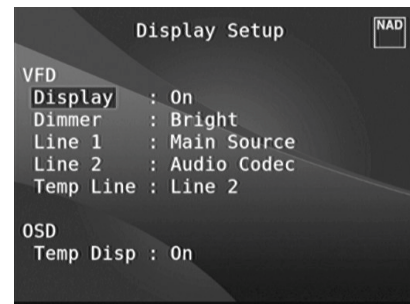 Display Setup
NAD
VFD
Display : On
Dimmer : Bright
Line 1 : Main Source
Line 2 : Audio Codec
Temp Line : Line 2
OSD
Temp Disp : On